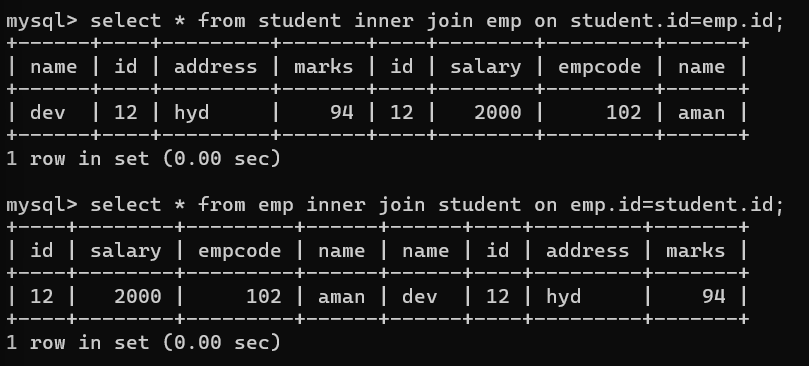 mysql> select * from student inner join emp on student.id=emp.id;
+------+----+---------+-------+----+--------+---------+------+
| name | id | address | marks | id | salary | empcode | name |
+------+----+---------+-------+----+--------+---------+------+
| dev  | 12 | hyd     |    94 | 12 |   2000 |     102 | aman |
+------+----+---------+-------+----+--------+---------+------+
1 row in set (0.00 sec)
mysql> select * from emp inner join student on emp.id=student.id;
+----+--------+---------+------+------+----+---------+-------+
| id | salary | empcode | name | name | id | address | marks |
+----+--------+---------+------+------+----+---------+-------+
| 12 |   2000 |     102 | aman | dev  | 12 | hyd     |    94 |
+----+--------+---------+------+------+----+---------+-------+
1 row in set (0.00 sec)